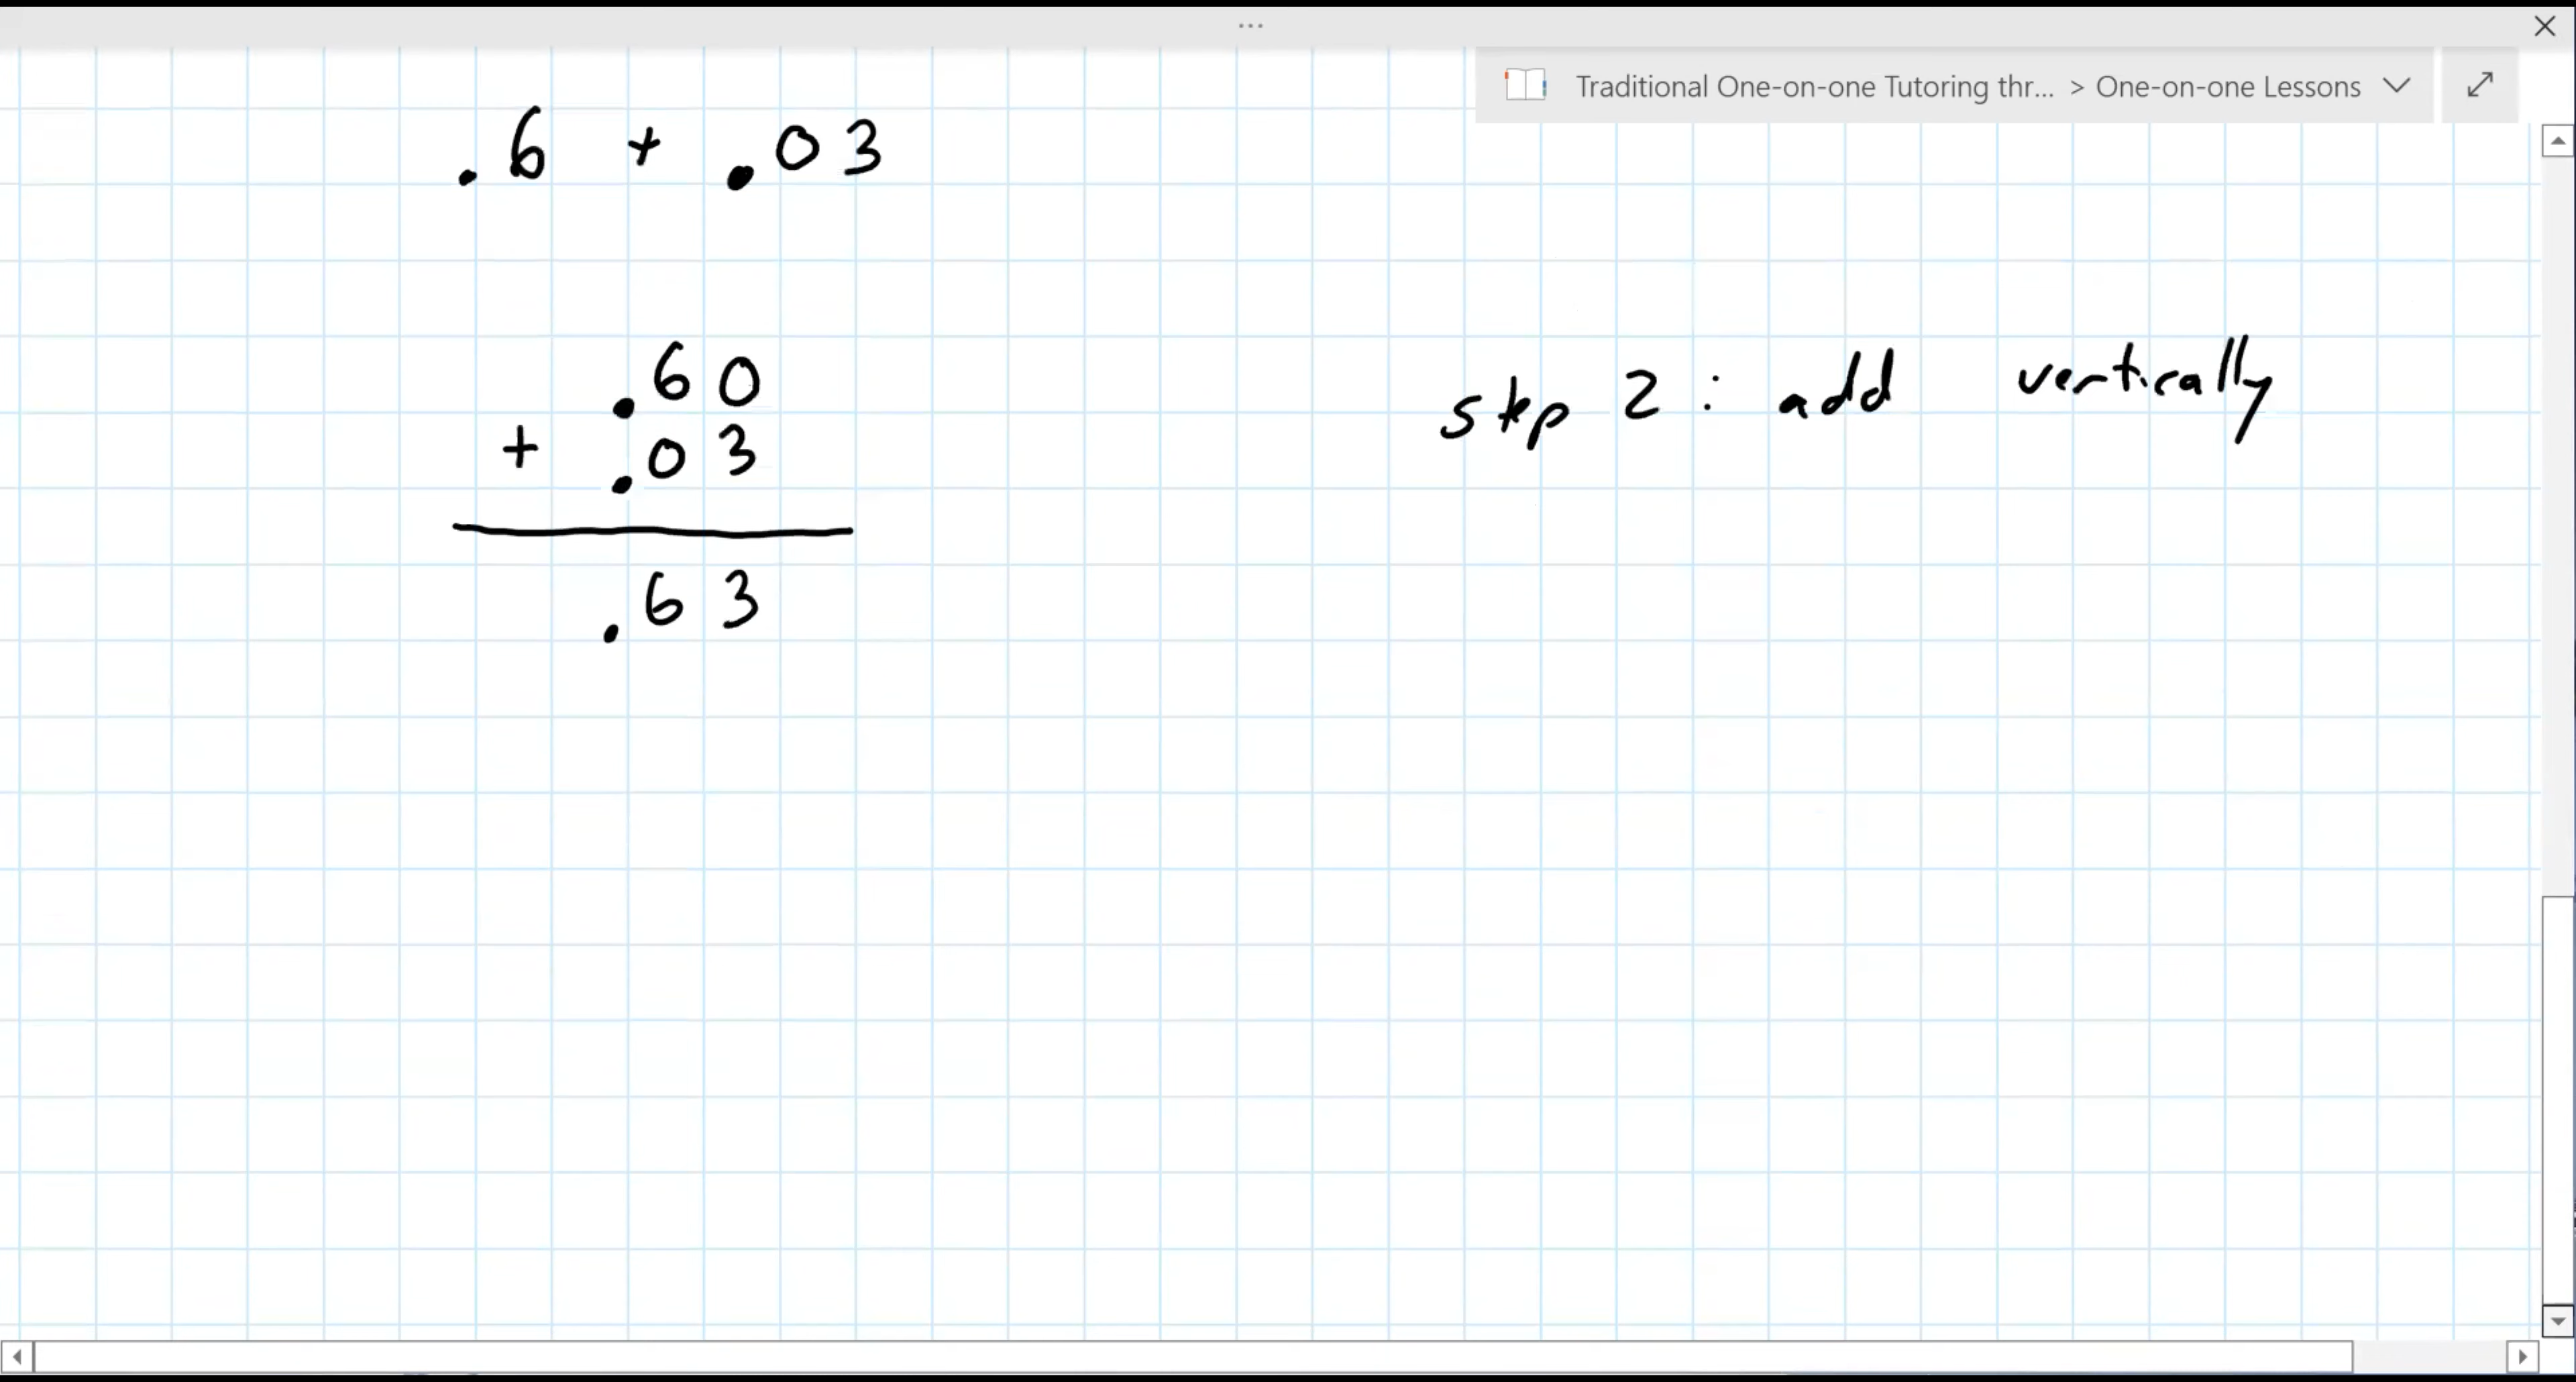 ...
Traditional One-on-one Tutoring thr... > One-on-one Lessons
.6 + .03
.60
+ .03
.63
step 2 : add vertically